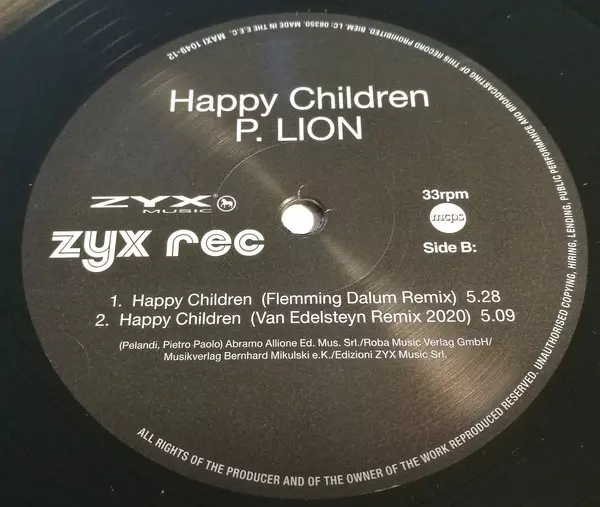 Happy Children
P. LION
ZYX®
MUSIC
zyx rec
33rpm
mcps
Side B:
1. Happy Children (Flemming Dalum Remix) 5.28
2. Happy Children (Van Edelsteyn Remix 2020) 5.09
(Pelandi, Pietro Paolo) Abramo Allione Ed. Mus. Srl./Roba Music Verlag GmbH/
Musikverlag Bernhard Mikulski e.K./Edizioni ZYX Music Srl.
ALL RIGHTS OF THE PRODUCER AND OF THE OWNER OF THE WORK REPRODUCED RESERVED. UNAUTHORISED COPYING, HIRING, LENDING, PUBLIC PERFORMANCE AND BROADCASTING OF THIS RECORD PROHIBITED. BIEM. LC: 06350. MADE IN THE E.E.C. MAXI 1049-12